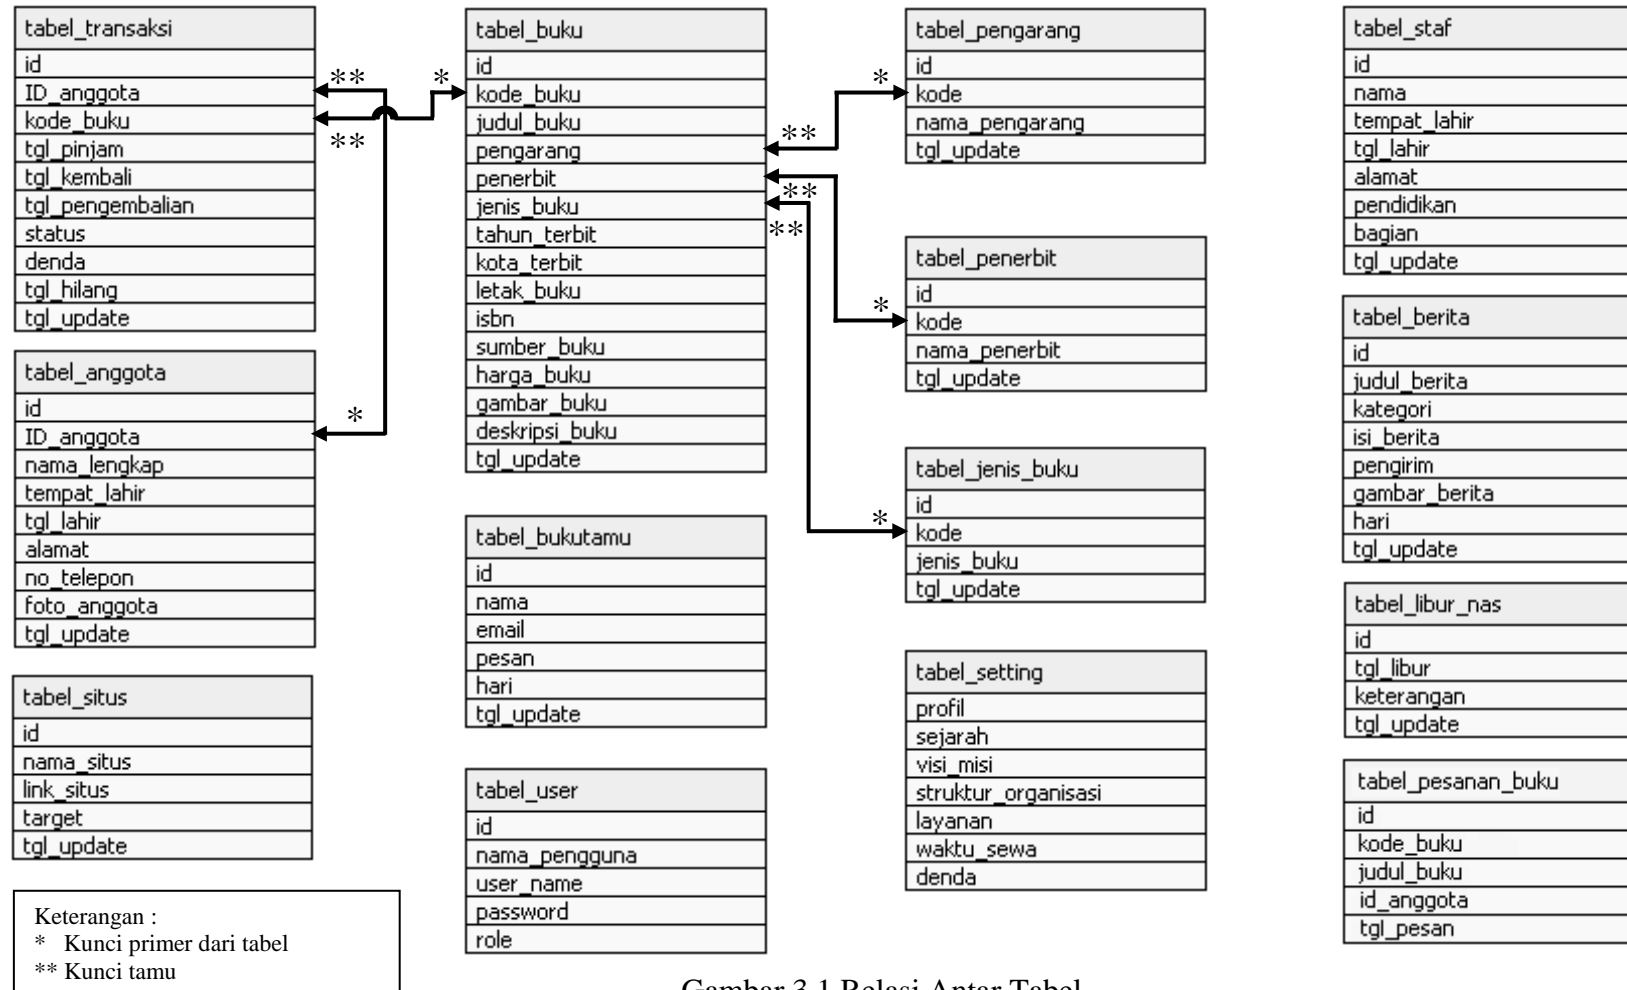 tabel_transaksi
id
ID_anggota
kode_buku
tgl_pinjam
tgl_kembali
tgl_pengembalian
status
denda
tgl_hilang
tgl_update
**
**
tabel_anggota
id
ID_anggota
nama_lengkap
tempat_lahir
tgl_lahir
alamat
no_telepon
foto_anggota
tgl_update
*
tabel_situs
id
nama_situs
link_situs
target
tgl_update
Keterangan :
* Kunci primer dari tabel
** Kunci tamu
*
tabel_buku
id
kode_buku
judul_buku
pengarang
penerbit
jenis_buku
tahun_terbit
kota_terbit
letak_buku
isbn
sumber_buku
harga_buku
gambar_buku
deskripsi_buku
tgl_update
**
**
**
tabel_bukutamu
id
nama
email
pesan
hari
tgl_update
tabel_user
id
nama_pengguna
user_name
password
role
*
tabel_pengarang
id
kode
nama_pengarang
tgl_update
*
tabel_penerbit
id
kode
nama_penerbit
tgl_update
*
tabel_jenis_buku
id
kode
jenis_buku
tgl_update
tabel_setting
profil
sejarah
visi_misi
struktur_organisasi
layanan
waktu_sewa
denda
tabel_staf
id
nama
tempat_lahir
tgl_lahir
alamat
pendidikan
bagian
tgl_update
tabel_berita
id
judul_berita
kategori
isi_berita
pengirim
gambar_berita
hari
tgl_update
tabel_libur_nas
id
tgl_libur
keterangan
tgl_update
tabel_pesanan_buku
id
kode_buku
judul_buku
id_anggota
tgl_pesan
Gambar 3.1 Relasi Antar Tabel